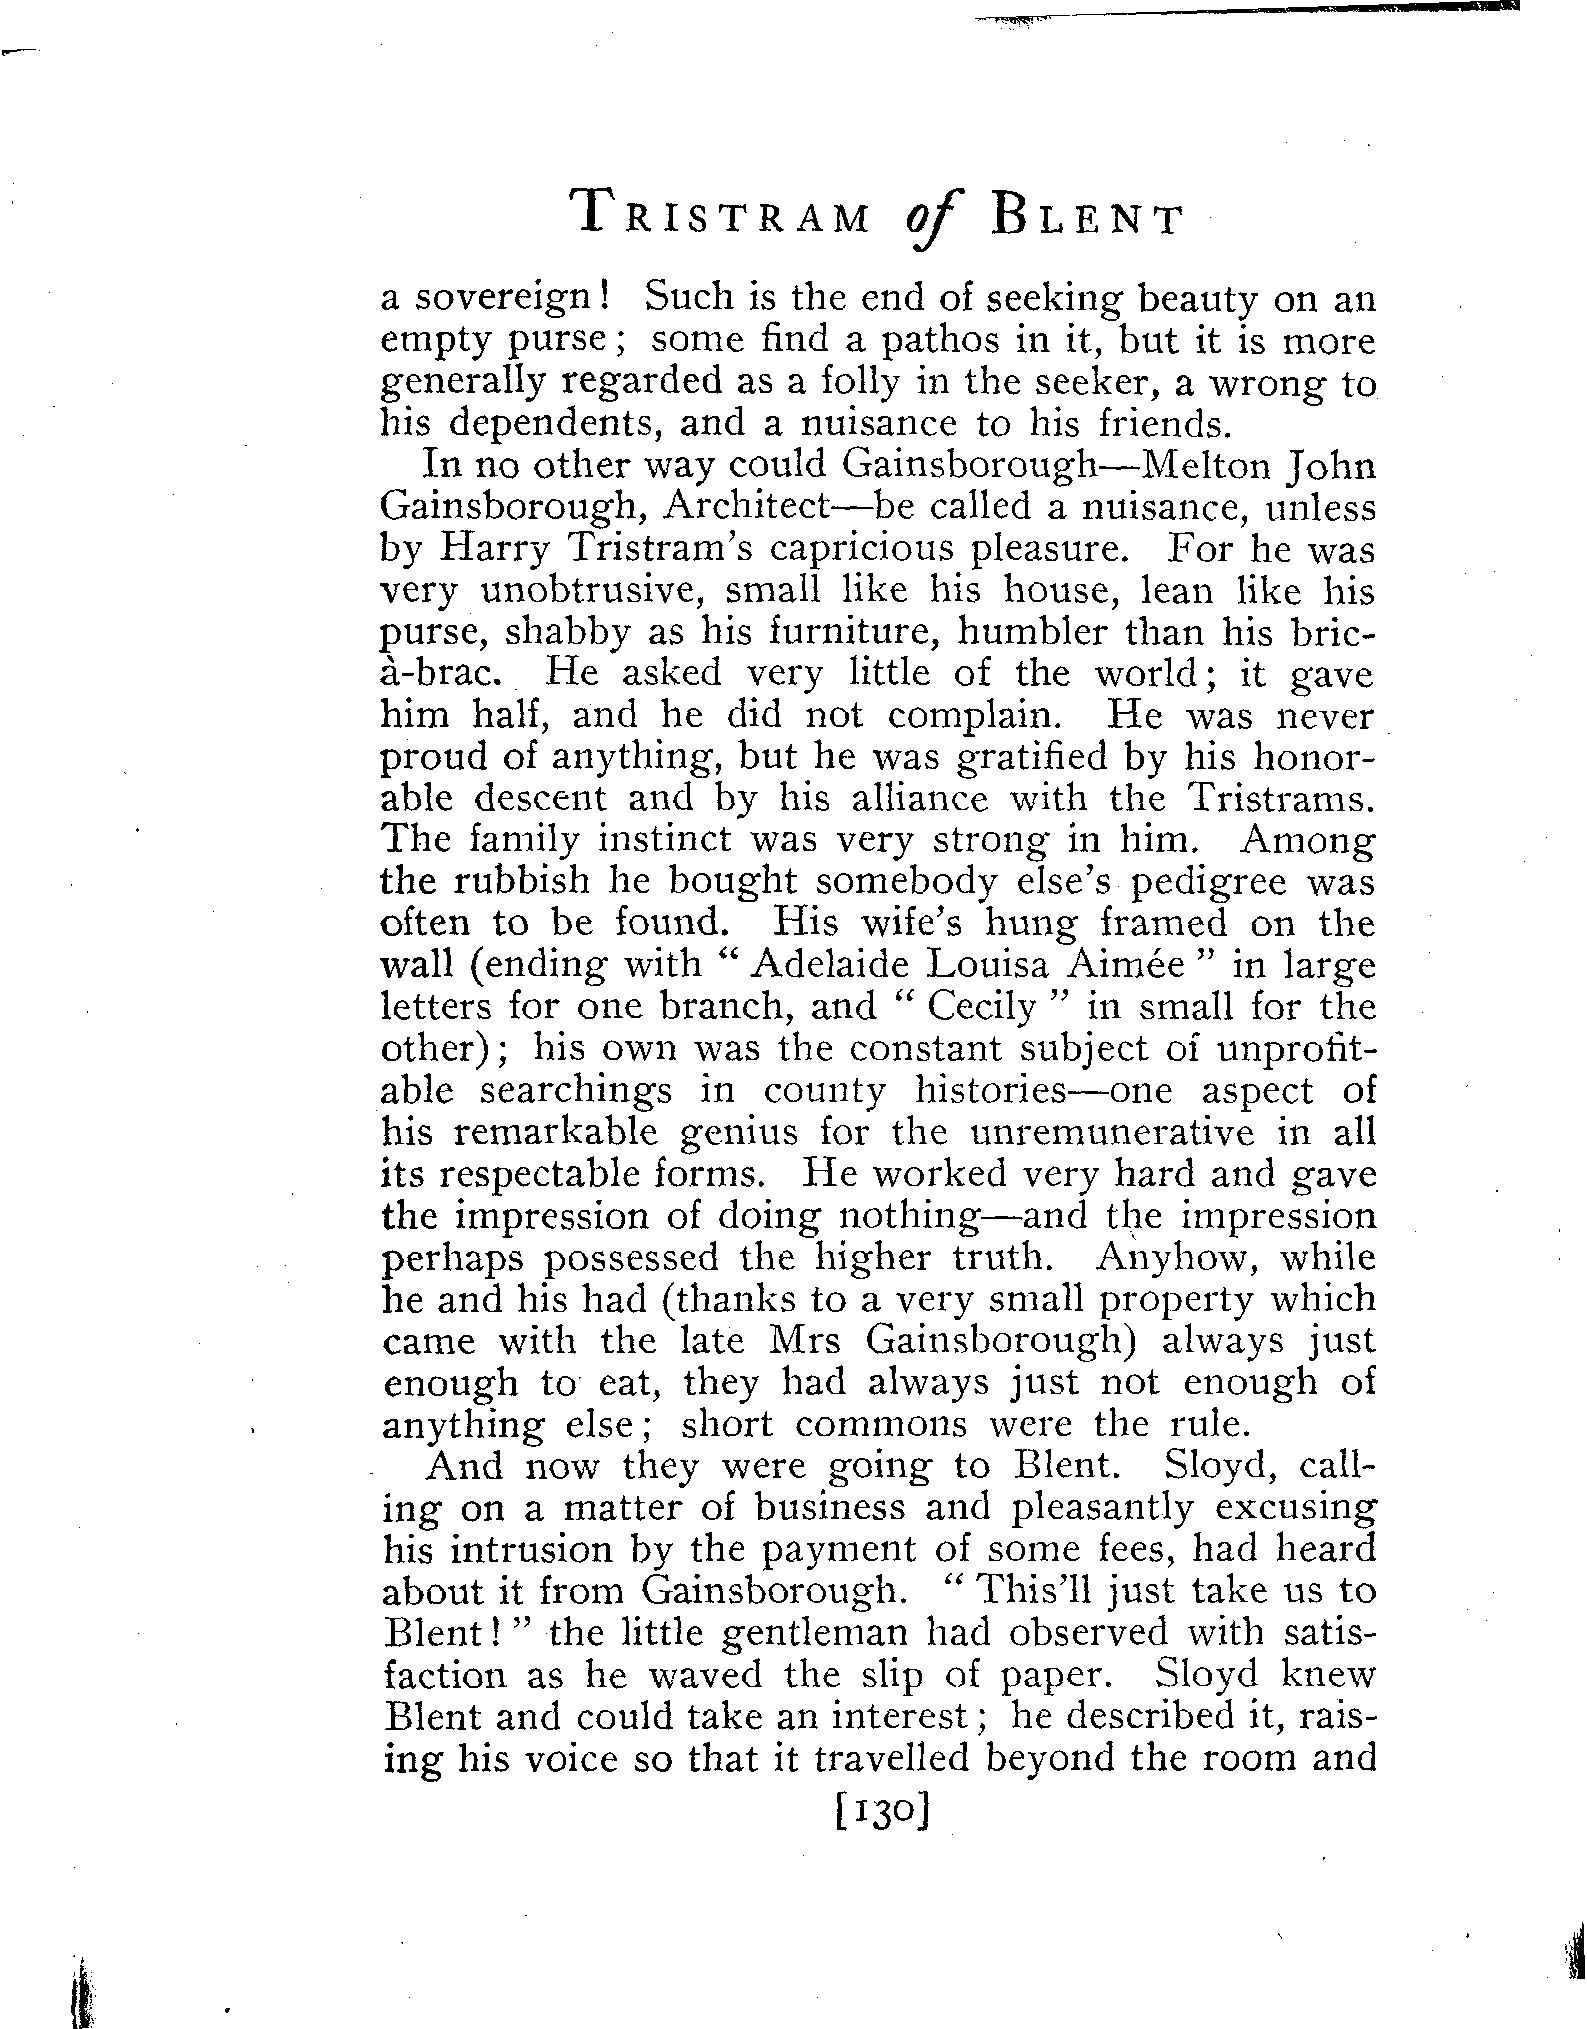 TRISTRAM of BLENT
a sovereign! Such is the end of seeking beauty on an
empty purse; some find a pathos in it, but it is more
generally regarded as a folly in the seeker, a wrong to
his dependents, and a nuisance to his friends.
In no other way could Gainsborough—Melton John
Gainsborough, Architect—be called a nuisance, unless
by Harry Tristram's capricious pleasure. For he was
very unobtrusive, small like his house, lean like his
purse, shabby as his furniture, humbler than his bric-
à-brac. He asked very little of the world; it gave
him half, and he did not complain. He was never
proud of anything, but he was gratified by his honor-
able descent and by his alliance with the Tristrams.
The family instinct was very strong in him. Among
the rubbish he bought somebody else's pedigree was
often to be found. His wife's hung framed on the
wall (ending with "Adelaide Louisa Aimée" in large
letters for one branch, and "Cecily" in small for the
other); his own was the constant subject of unprofit-
able searchings in county histories—one aspect of
his remarkable genius for the unremunerative in all
its respectable forms. He worked very hard and gave
the impression of doing nothing—and the impression
perhaps possessed the higher truth. Anyhow, while
he and his had (thanks to a very small property which
came with the late Mrs Gainsborough) always just
enough to eat, they had always just not enough of
anything else; short commons were the rule.
And now they were going to Blent. Sloyd, call-
ing on a matter of business and pleasantly excusing
his intrusion by the payment of some fees, had heard
about it from Gainsborough. "This'll just take us to
Blent!" the little gentleman had observed with satis-
faction as he waved the slip of paper. Sloyd knew
Blent and could take an interest; he described it, rais-
ing his voice so that it travelled beyond the room and
[130]